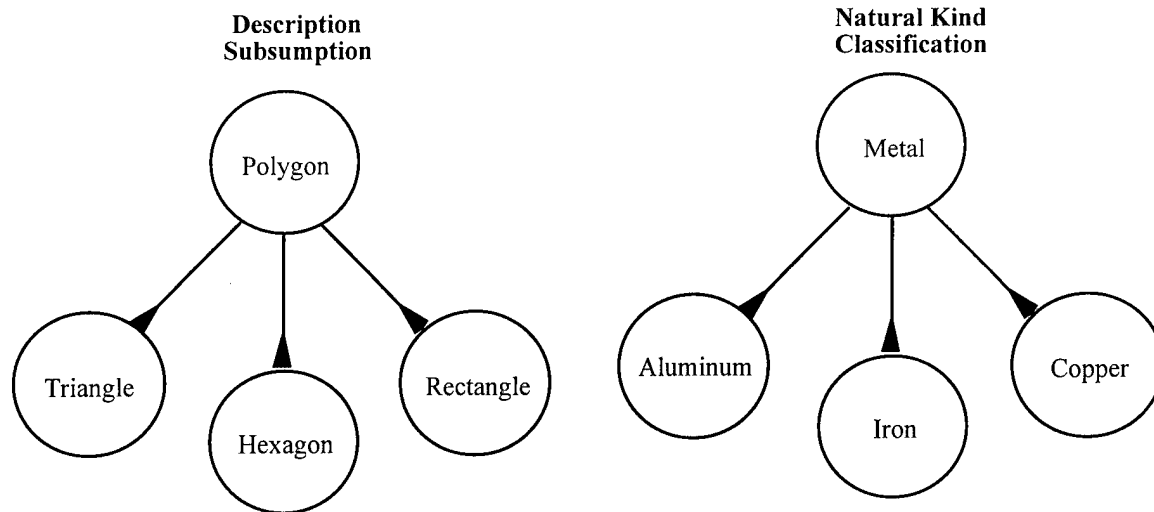 Description
Subsumption
Polygon
Triangle
Hexagon
Rectangle
Natural Kind
Classification
Metal
Aluminum
Iron
Copper